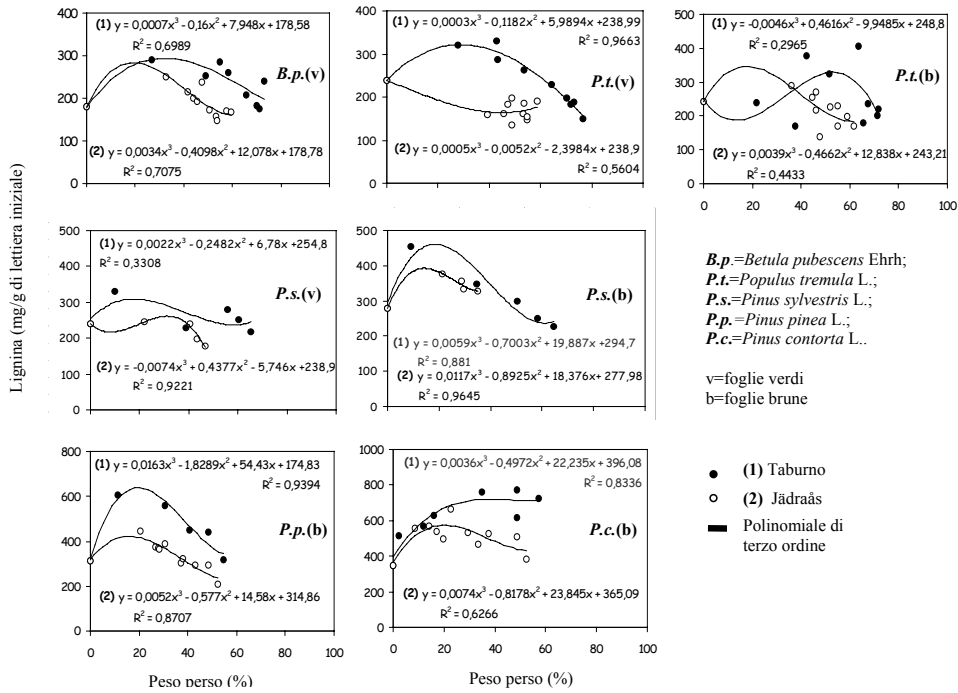 Lignina (mg/g di lettiera iniziale)
(1) y = 0,0007x³ -0,16x² + 7,948x + 178,58
R² = 0,6989
B.p.(v)
400
300
200
100
0
(2) y = 0,0034x³ -0,4098x² + 12,078x + 178,78
R² = 0,7075
(1) y = 0,0003x³ -0,1182x² + 5,9894x +238,99
R² = 0,9663
P.t.(v)
400
300
200
100
0
(2) y = 0,0005x³ -0,0052x² -2,3984x + 238,9
R² = 0,5604
(1) y = -0,0046x³ + 0,4616x² -9,9485x + 248,8
R² = 0,2965
P.t.(b)
500
400
300
200
100
0
(2) y = 0,0039x³ -0,4662x² + 12,838x + 243,21
R² = 0,4433
0 20 40 60 80 100
(1) y = 0,0022x³ -0,2482x² + 6,78x +254,8
R² = 0,3308
P.s.(v)
500
400
300
200
100
0
(2) y = -0,0074x³ + 0,4377x² -5,746x +238,9
R² = 0,9221
P.s.(b)
500
400
300
200
100
0
(1) y = 0,0059x³ -0,7003x² +19,887x +294,7
R² = 0,881
(2) y = 0,0117x³ -0,8925x² + 18,376x + 277,98
R² = 0,9645
B.p.=Betula pubescens Ehrh;
P.t.=Populus tremula L.;
P.s.=Pinus sylvestris L.;
P.p.=Pinus pinea L.;
P.c.=Pinus contorta L..
v=foglie verdi
b=foglie brune
(1) Taburno
(2) Jädraås
Polinomiale di
terzo ordine
(1) y = 0,0163x³ -1,8289x² + 54,43x + 174,83
R² = 0,9394
P.p.(b)
800
600
400
200
0
(2) y = 0,0052x³ -0,577x² + 14,58x + 314,86
R² = 0,8707
0 20 40 60 80 100
Peso perso (%)
(1) y = 0,0036x³ -0,4972x² + 22,235x + 396,08
R² = 0,8336
P.c.(b)
1000
800
600
400
200
0
(2) y = 0,0074x³ -0,8178x² + 23,845x + 365,09
R² = 0,6266
0 20 40 60 80 100
Peso perso (%)